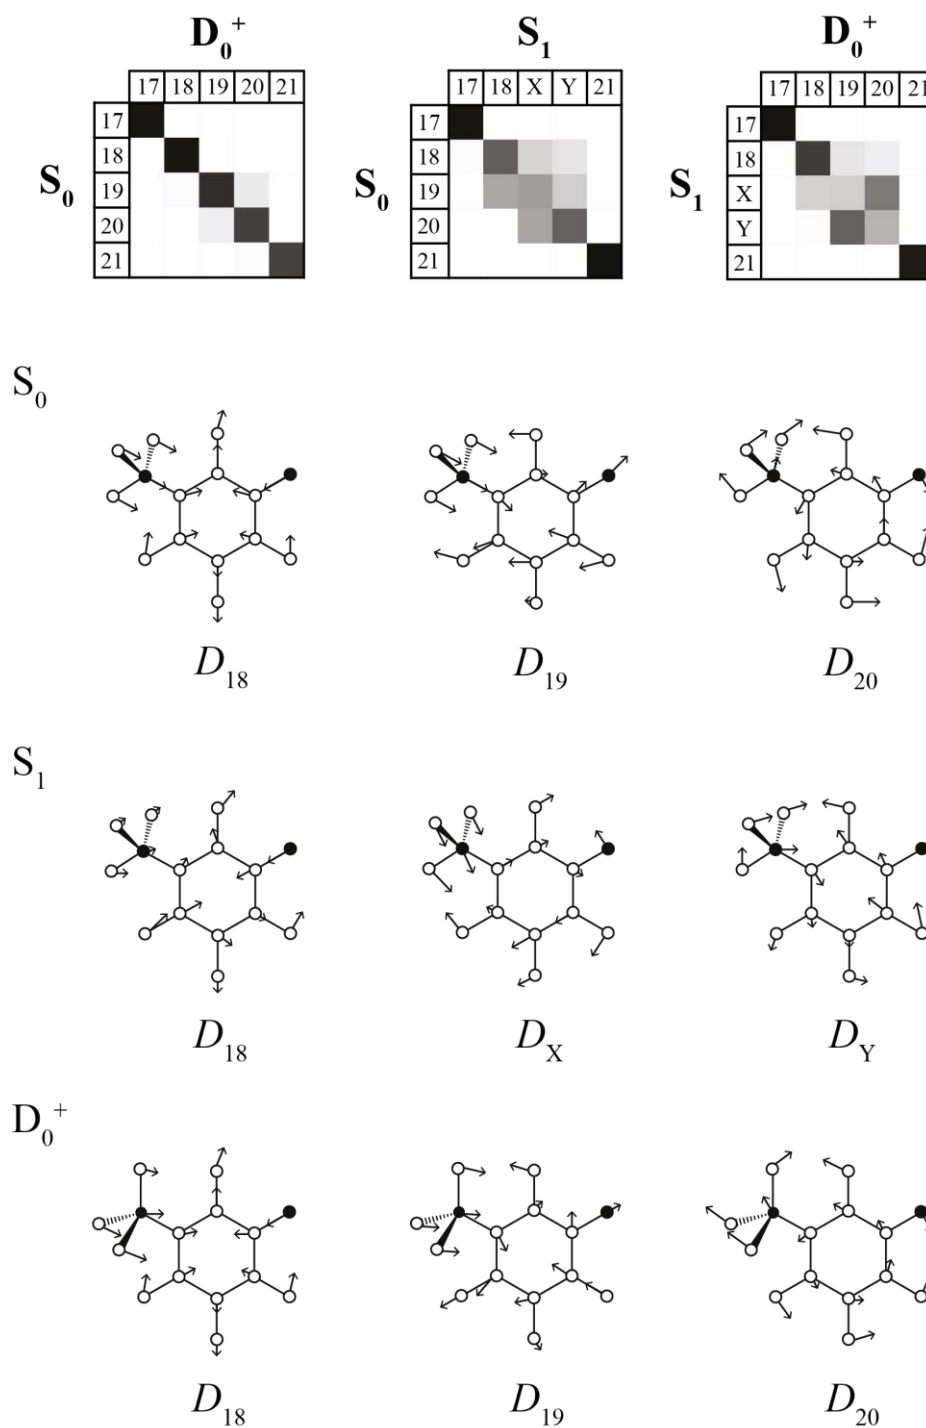 D₀⁺ S₁ D₀⁺
17 18 19 20 21 17 18 X Y 21 17 18 19 20 21
17 17 17
18 18 18
S₀ 19 S₀ 19 S₁ X
20 20 Y
21 21 21
S₀
D₁₈ D₁₉ D₂₀
S₁
D₁₈ D_X D_Y
D₀⁺
D₁₈ D₁₉ D₂₀